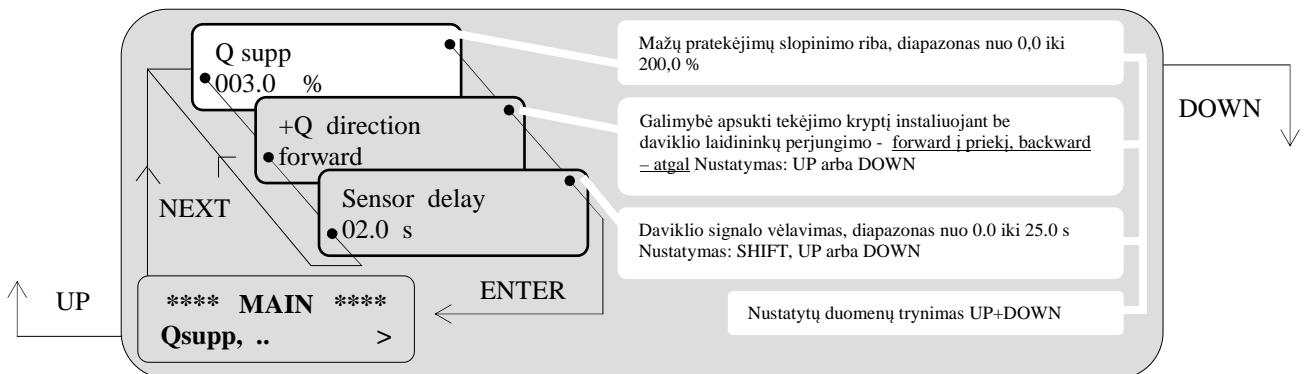 Q supp
003.0 %
+Q direction
forward
Sensor delay
02.0 s
NEXT
UP
**** MAIN ****
Qsupp, .. >
ENTER
Mažų pratekėjimų slopinimo riba, diapazonas nuo 0,0 iki
200,0 %
Galimybė apsukti tekėjimo kryptį instaliuojant be
daviklio laidininkų perjungimo - forward į priekį, backward
– atgal Nustatymas: UP arba DOWN
Daviklio signalo vėlavimas, diapazonas nuo 0.0 iki 25.0 s
Nustatymas: SHIFT, UP arba DOWN
Nustatytų duomenų trynimas UP+DOWN
DOWN